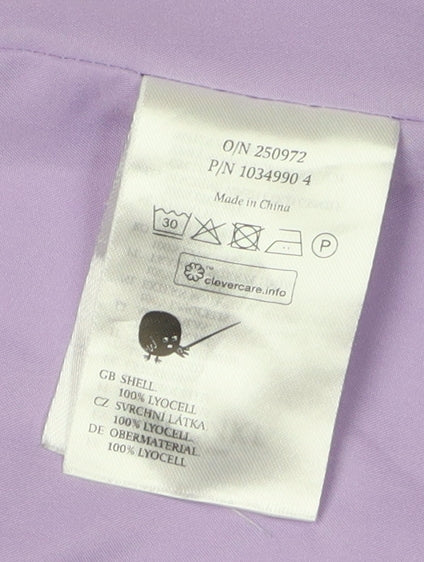 O/N 250972
P/N 1034990 4
Made in China
30 P
™
clevercare.info
GB SHELL.
100% LYOCELL
CZ SVRCHNÍ LÁTKA.
100% LYOCELL.
DE OBERMATERIAL.
100% LYOCELL